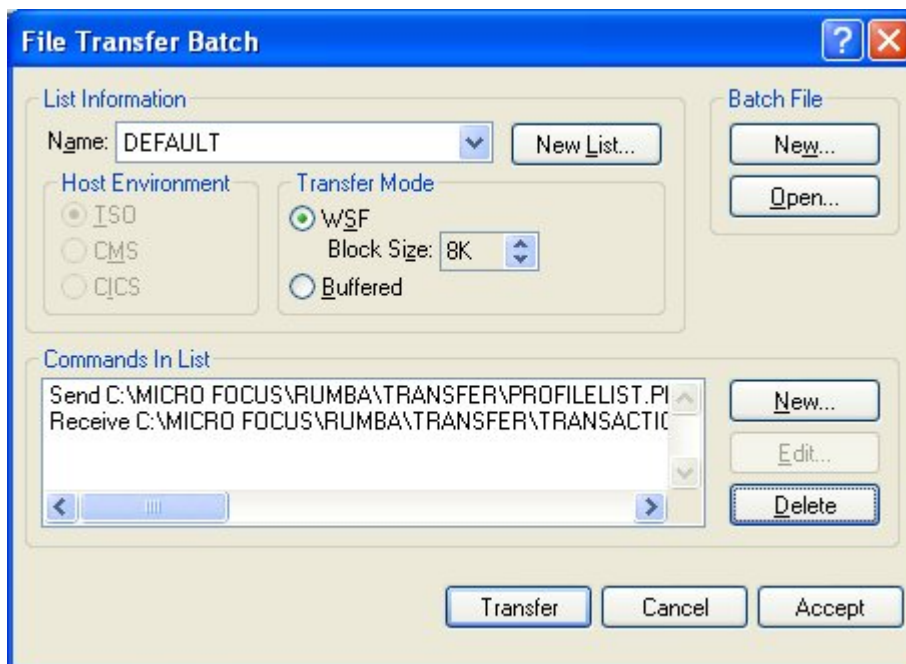 File Transfer Batch
List Information
Name: DEFAULT
New List...
Host Environment
TSO
CMS
CICS
Transfer Mode
WSF
Block Size: 8K
Buffered
Batch File
New...
Open...
Commands In List
Send C:\MICRO FOCUS\RUMBA\TRANSFER\PROFILELIST.
Receive C:\MICRO FOCUS\RUMBA\TRANSFER\TRANSACTI
New...
Edit...
Delete
Transfer
Cancel
Accept